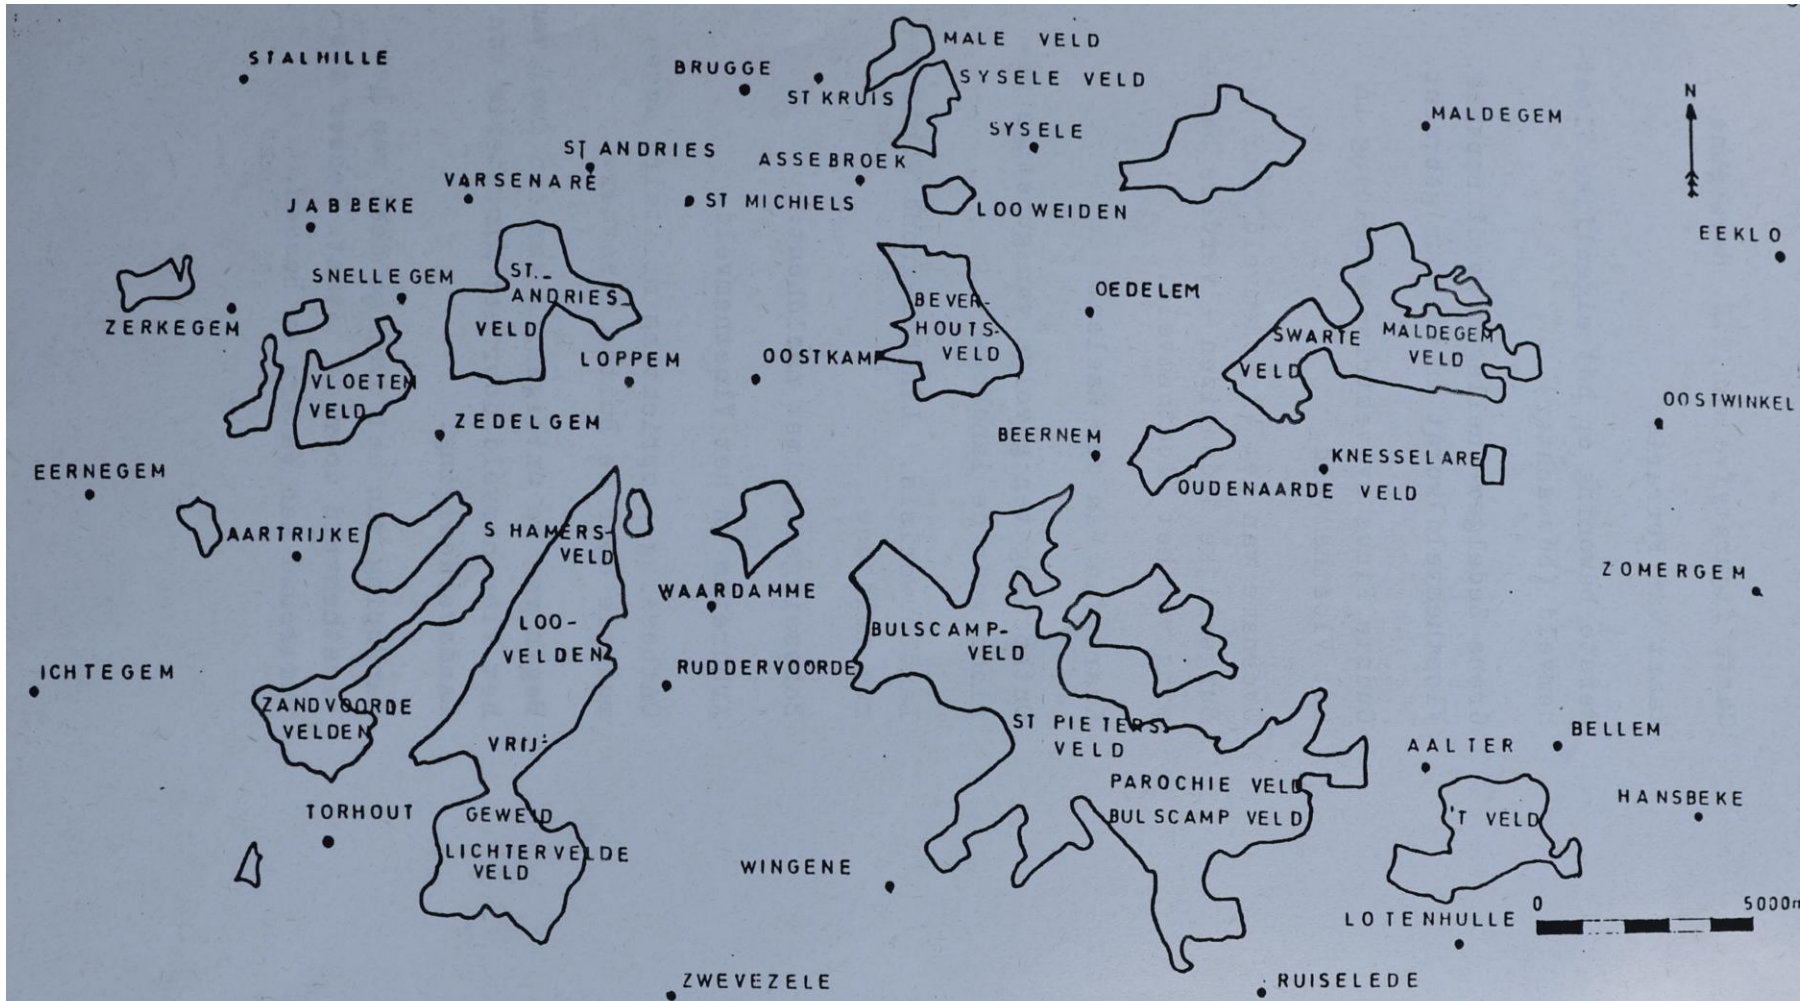 MALE VELD
STALHILLE
BRUGGE
SYSELE VELD
ST KRUIS
MALDEGEM
N
SYSELE
ST ANDRIES
ASSEBROEK
VARSENARE
JABBEKE
ST MICHIELS
LOOWEIDEN
EEKLO
SNELLEGEM
ST.-
ANDRIES-
VELD
BEVER-
HOUTS-
VELD
OEDELEM
ZERKEGEM
SWARTE
VELD
MALDEGEM
VELD
LOPPEM
OOSTKAMP
VLOETEN
VELD
OOSTWINKEL
ZEDELGEM
BEERNEM
KNESSELARE
EERNEGEM
OUDENAARDE VELD
AARTRIJKE
S HAMERS-
VELD
ZOMERGEM
WAARDAMME
LOO-
VELDEN
BULSCAMP-
VELD
ICHTEGEM
RUDDERVOORDE
ZANDVOORDE
VELDEN
ST PIETERS-
VELD
VRIJ-
GEWEID
BELLEM
AALTER
PAROCHIE VELD
HANSBEKE
TORHOUT
BULSCAMP VELD
'T VELD
LICHTERVELDE
VELD
WINGENE
0 5000m
LOTENHULLE
ZWEVEZELE
RUISELEDE